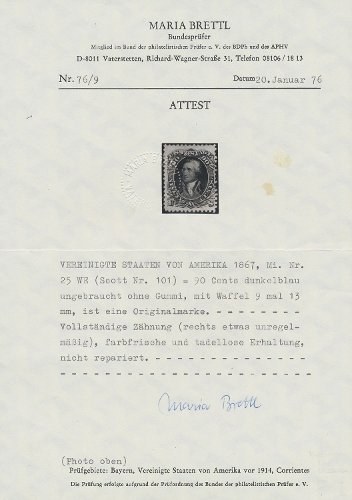 MARIA BRETTL
Bundesprüfer
Mitglied im Bund der philatelistischen Prüfer e. V. des BDPh und des APHV
D-8011 Vaterstetten, Richard-Wagner-Straße 31, Telefon 08106 / 18 13
Nr. 76/9 Datum 20. Januar 76
ATTEST
VEREINIGTE STAATEN VON AMERIKA 1867, Mi. Nr.
25 WE (Scott Nr. 101) = 90 Cents dunkelblau
ungebraucht ohne Gummi, mit Waffel 9 mal 13
mm, ist eine Originalmarke. - - - - - - - -
Vollständige Zähnung (rechts etwas unregel-
mäßig), farbfrische und tadellose Erhaltung,
nicht repariert. - - - - - - - - - - - - -
Maria Brettl
(Photo oben)
Prüfgebiete: Bayern, Vereinigte Staaten von Amerika vor 1914, Corrientes
Die Prüfung erfolgte aufgrund der Prüfordnung des Bundes der philatelistischen Prüfer e. V.